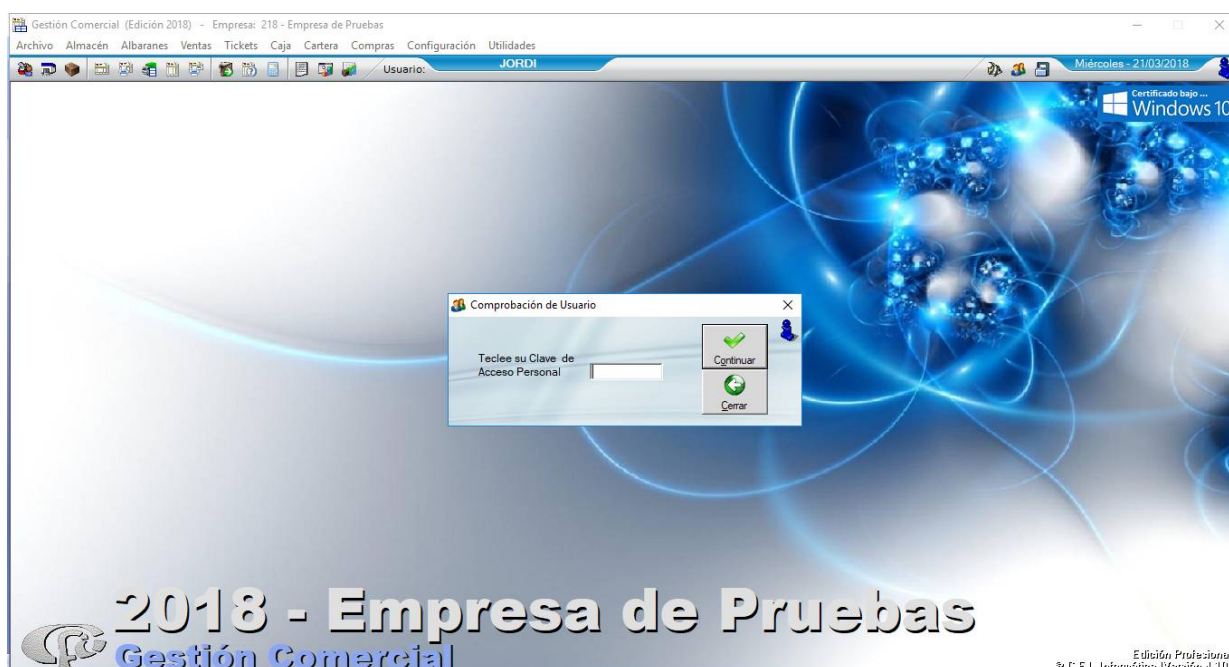 Gestión Comercial (Edición 2018) - Empresa: 218 - Empresa de Pruebas
Archivo Almacén Albaranes Ventas Tickets Caja Cartera Compras Configuración Utilidades
Usuario: JORDI Miércoles - 21/03/2018
Certificado bajo ...
Windows 10
Comprobación de Usuario
Teclee su Clave de
Acceso Personal
Continuar
Cerrar
2018 - Empresa de Pruebas
Gestión Comercial
Edición Profesiona